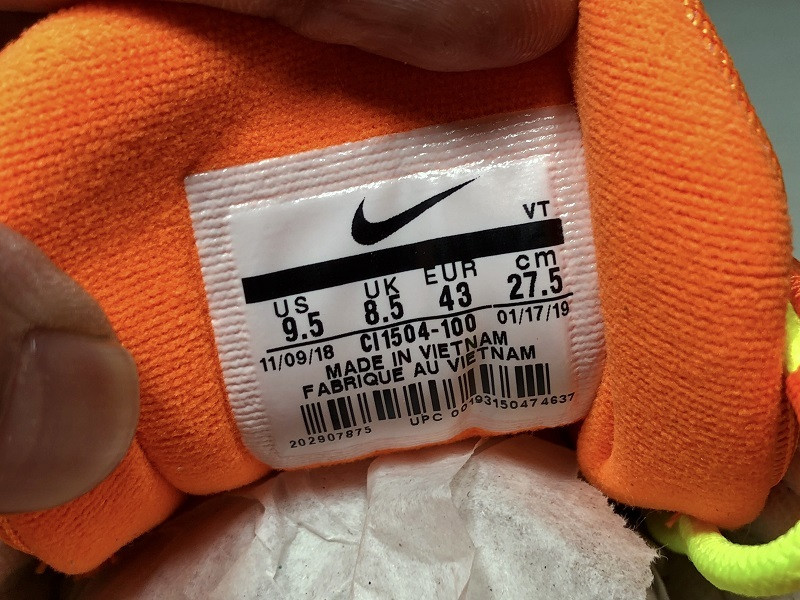 VT
US UK EUR cm
9.5 8.5 43 27.5
11/09/18 CI1504-100 01/17/19
MADE IN VIETNAM
FABRIQUE AU VIETNAM
202907875 UPC 00193150474637